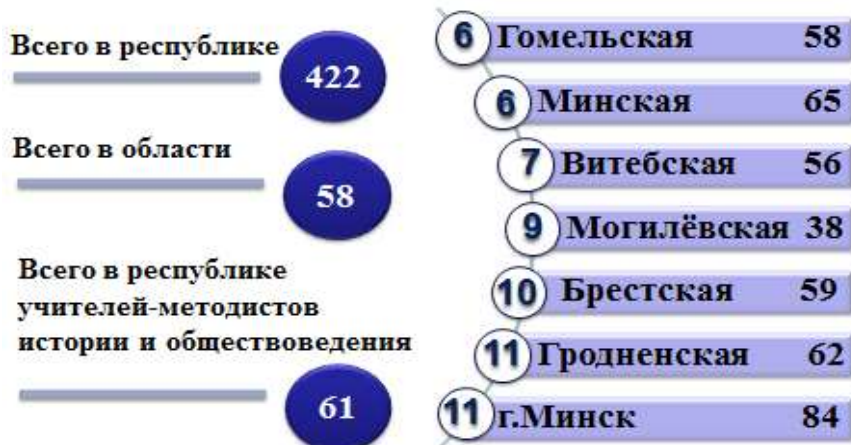 Всего в республике
422
Всего в области
58
Всего в республике
учителей-методистов
истории и обществоведения
61
6 Гомельская 58
6 Минская 65
7 Витебская 56
9 Могилёвская 38
10 Брестская 59
11 Гродненская 62
11 г.Минск 84